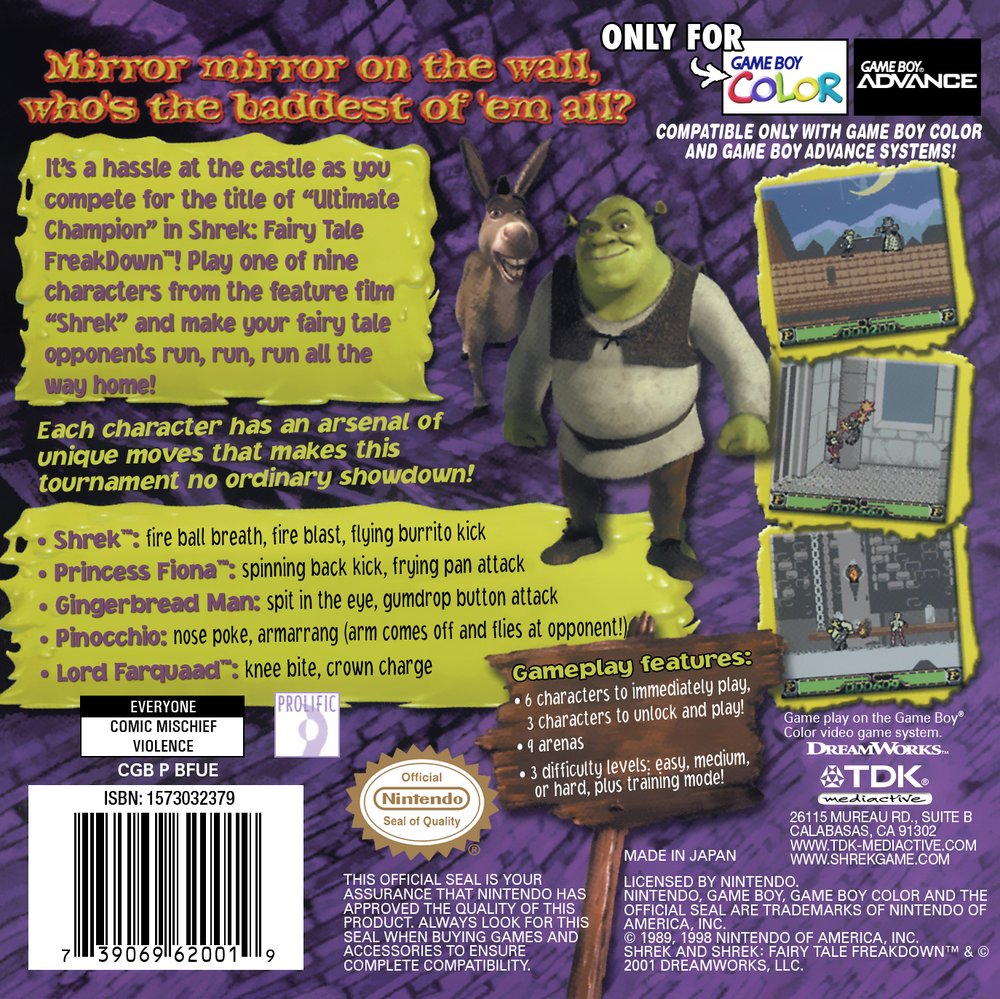 Mirror mirror on the wall,
who's the baddest of 'em all?
ONLY FOR
GAME BOY
COLOR
GAME BOY®
ADVANCE
COMPATIBLE ONLY WITH GAME BOY COLOR
AND GAME BOY ADVANCE SYSTEMS!
It's a hassle at the castle as you
compete for the title of “Ultimate
Champion” in Shrek: Fairy Tale
FreakDown™! Play one of nine
characters from the feature film
“Shrek” and make your fairy tale
opponents run, run, run all the
way home!
Each character has an arsenal of
unique moves that makes this
tournament no ordinary showdown!
• Shrek™: fire ball breath, fire blast, flying burrito kick
• Princess Fiona™: spinning back kick, frying pan attack
• Gingerbread Man: spit in the eye, gumdrop button attack
• Pinocchio: nose poke, armarrang (arm comes off and flies at opponent!)
• Lord Farquaad™: knee bite, crown charge
Gameplay features:
• 6 characters to immediately play,
3 characters to unlock and play!
• 9 arenas
• 3 difficulty levels: easy, medium,
or hard, plus training mode!
Game play on the Game Boy®
Color video game system.
DREAMWORKS™
TDK®
mediactive
26115 MUREAU RD., SUITE B
CALABASAS, CA 91302
WWW.TDK-MEDIACTIVE.COM
WWW.SHREKGAME.COM
EVERYONE
COMIC MISCHIEF
VIOLENCE
CGB P BFUE
PROLIFIC
9
ISBN: 1573032379
7 39069 62001 9
Official
Nintendo
Seal of Quality
®
THIS OFFICIAL SEAL IS YOUR
ASSURANCE THAT NINTENDO HAS
APPROVED THE QUALITY OF THIS
PRODUCT. ALWAYS LOOK FOR THIS
SEAL WHEN BUYING GAMES AND
ACCESSORIES TO ENSURE
COMPLETE COMPATIBILITY.
MADE IN JAPAN
LICENSED BY NINTENDO.
NINTENDO, GAME BOY, GAME BOY COLOR AND THE
OFFICIAL SEAL ARE TRADEMARKS OF NINTENDO OF
AMERICA, INC.
© 1989, 1998 NINTENDO OF AMERICA, INC.
SHREK AND SHREK: FAIRY TALE FREAKDOWN™ & ©
2001 DREAMWORKS, LLC.